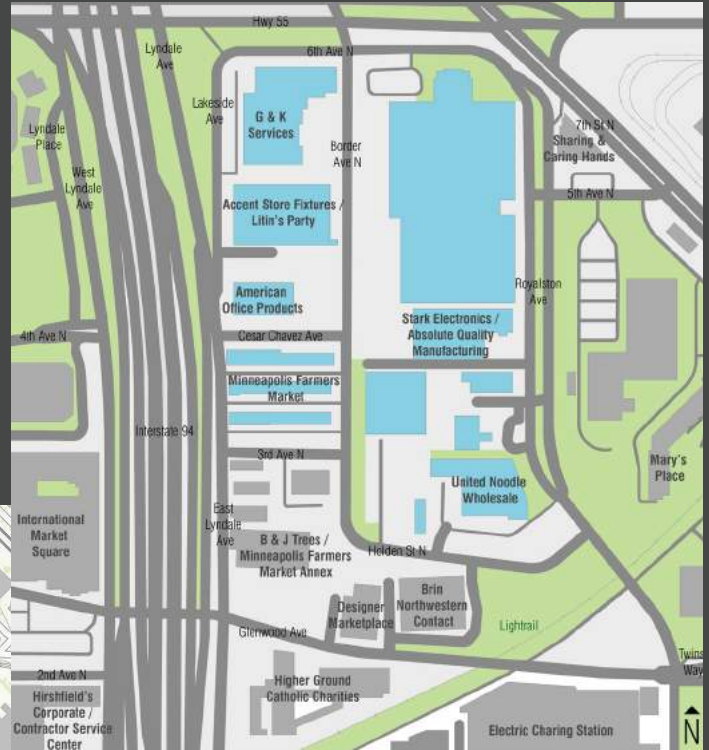 Hwy 55
Lyndale
Ave
6th Ave N
Lakeside
Ave
G & K
Services
Lyndale
Place
Border
Ave N
7th St N
Sharing &
Caring Hands
West
Lyndale
Ave
5th Ave N
Accent Store Fixtures /
Litin's Party
American
Office Products
Royalston
Ave
Stark Electronics /
Absolute Quality
Manufacturing
4th Ave N
Cesar Chavez Ave
Minneapolis Farmers
Market
Interstate 94
3rd Ave N
Mary's
Place
United Noodle
Wholesale
International
Market
Square
East
Lyndale
Ave
B & J Trees /
Minneapolis Farmers
Market Annex
Holden St N
Designer
Marketplace
Brin
Northwestern
Contact
Lightrail
Glenwood Ave
Twins
Way
2nd Ave N
Higher Ground
Catholic Charities
Hirshfield's
Corporate /
Contractor Service
Center
Electric Charing Station
N